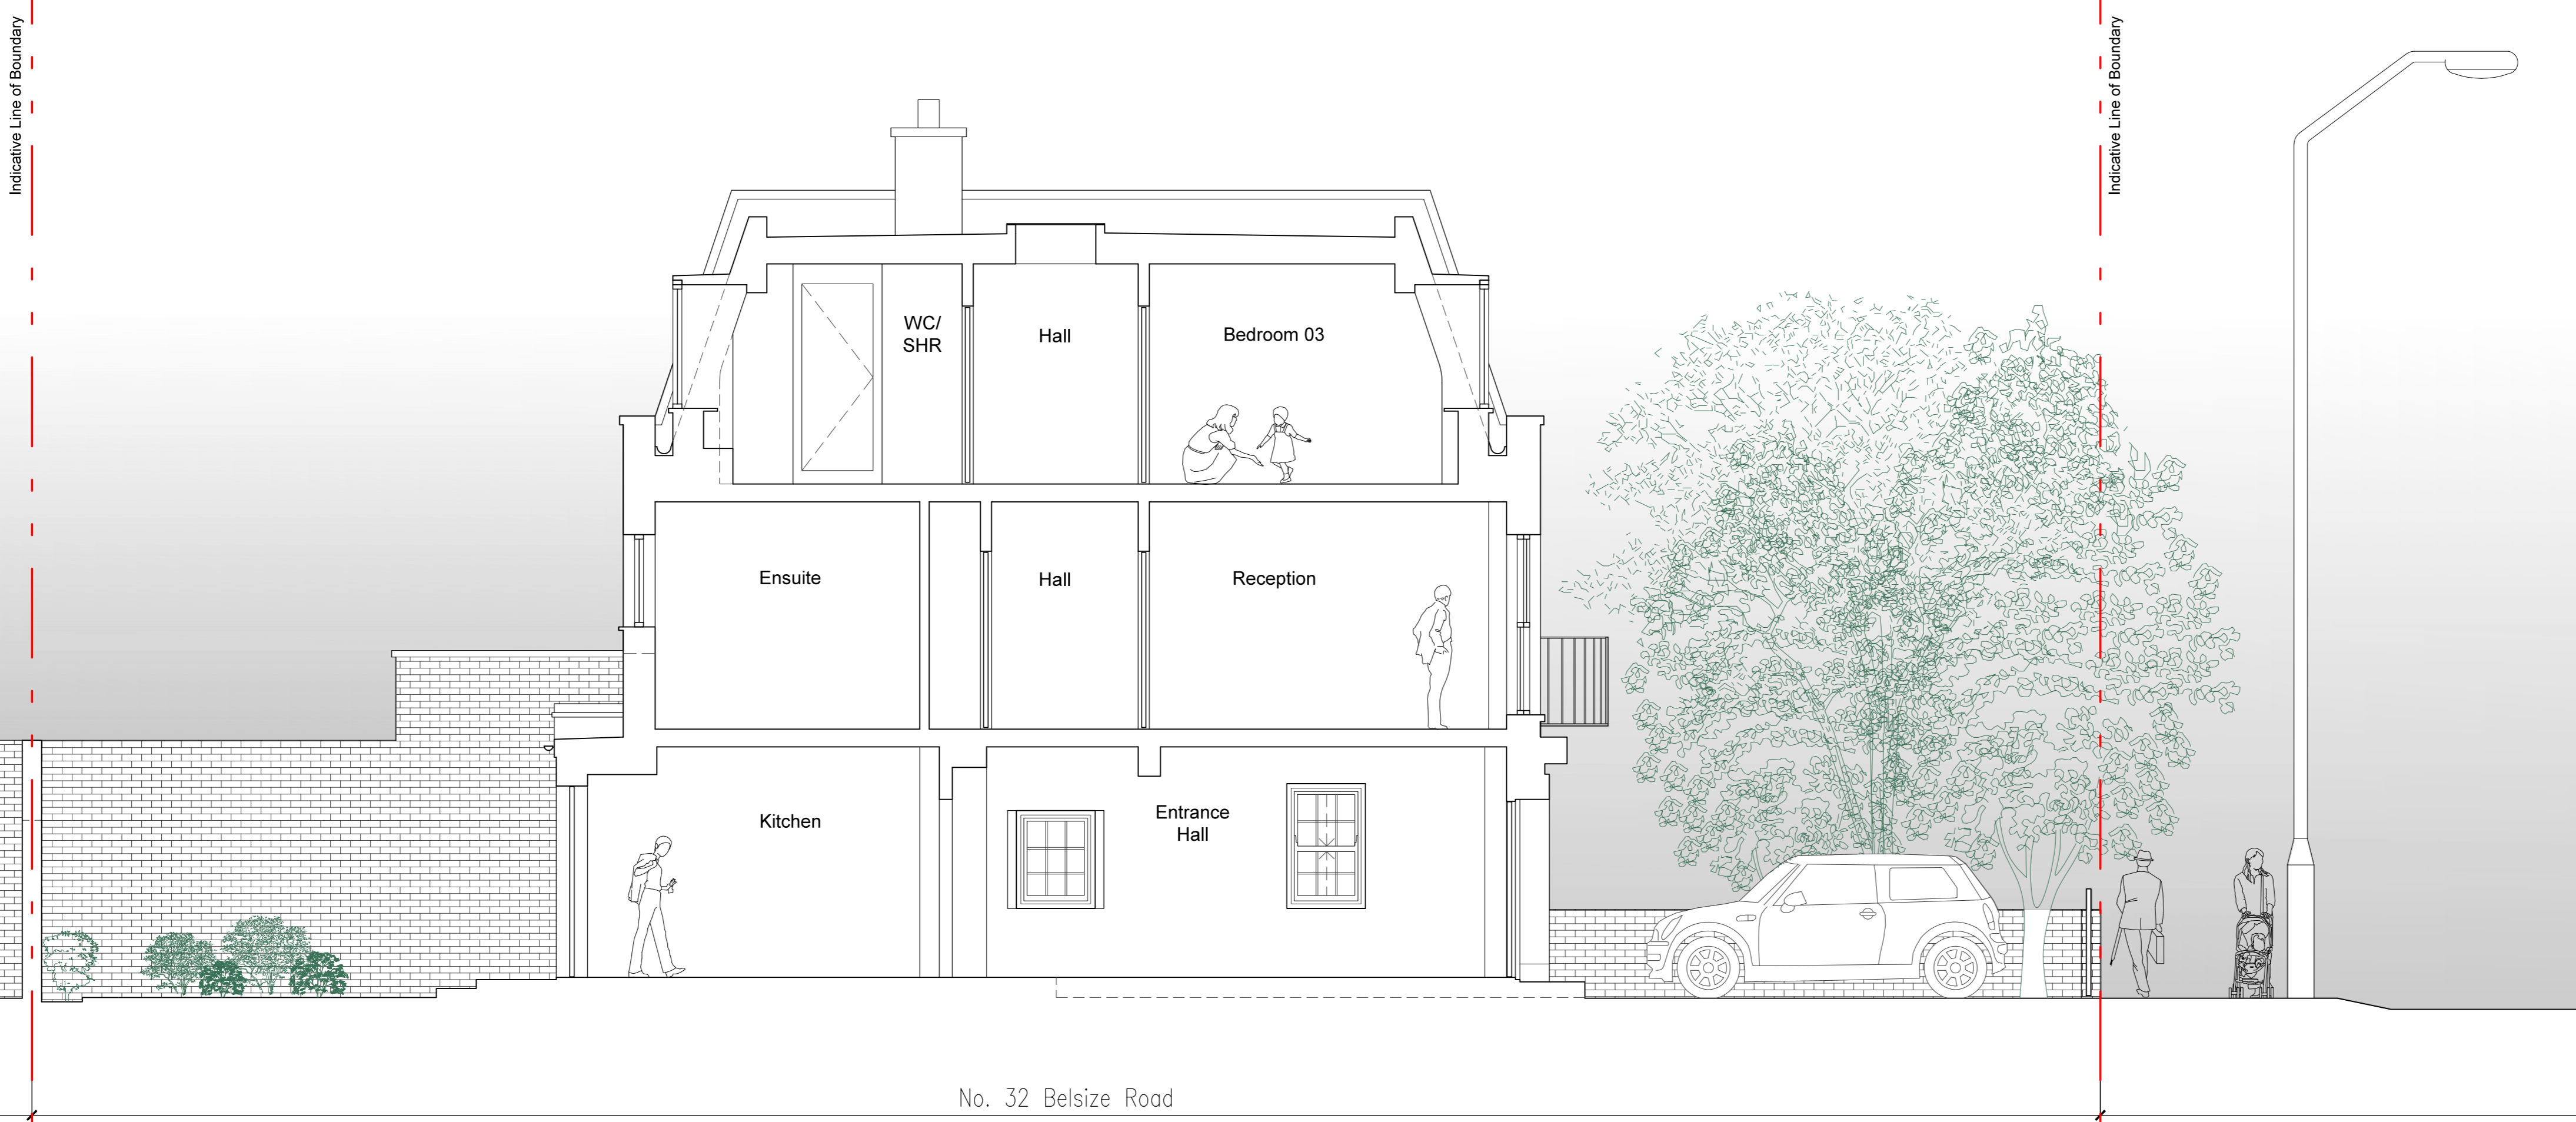 Indicative Line of Boundary
Indicative Line of Boundary
WC/
SHR
Hall
Bedroom 03
Ensuite
Hall
Reception
Kitchen
Entrance
Hall
No. 32 Belsize Road